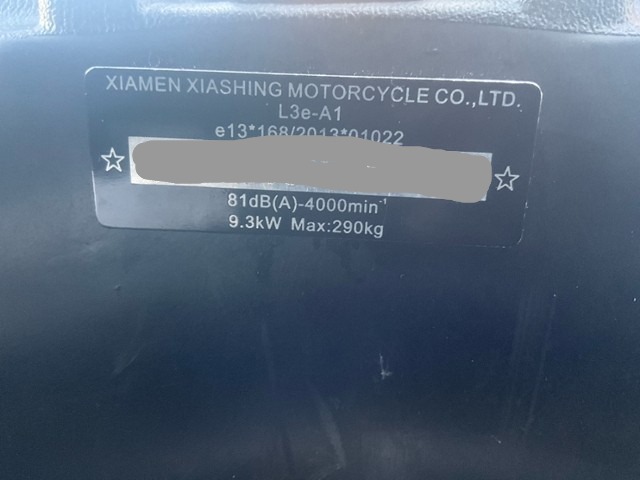 XIAMEN XIASHING MOTORCYCLE CO.,LTD.
L3e-A1
e13*168/2013*01022
81dB(A)-4000min⁻¹
9.3kW Max:290kg